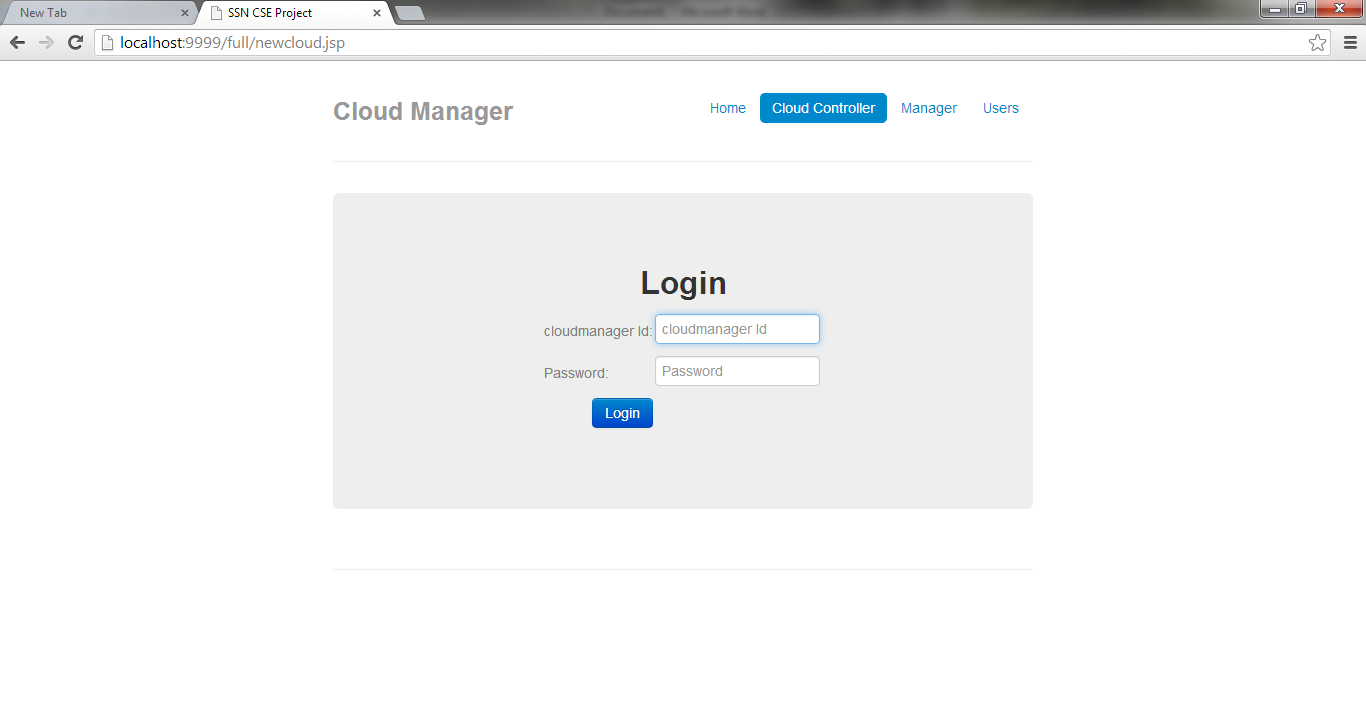 New Tab
SSN CSE Project
localhost:9999/full/newcloud.jsp
Cloud Manager
Home
Cloud Controller
Manager
Users
Login
cloudmanager Id: cloudmanager Id
Password: Password
Login